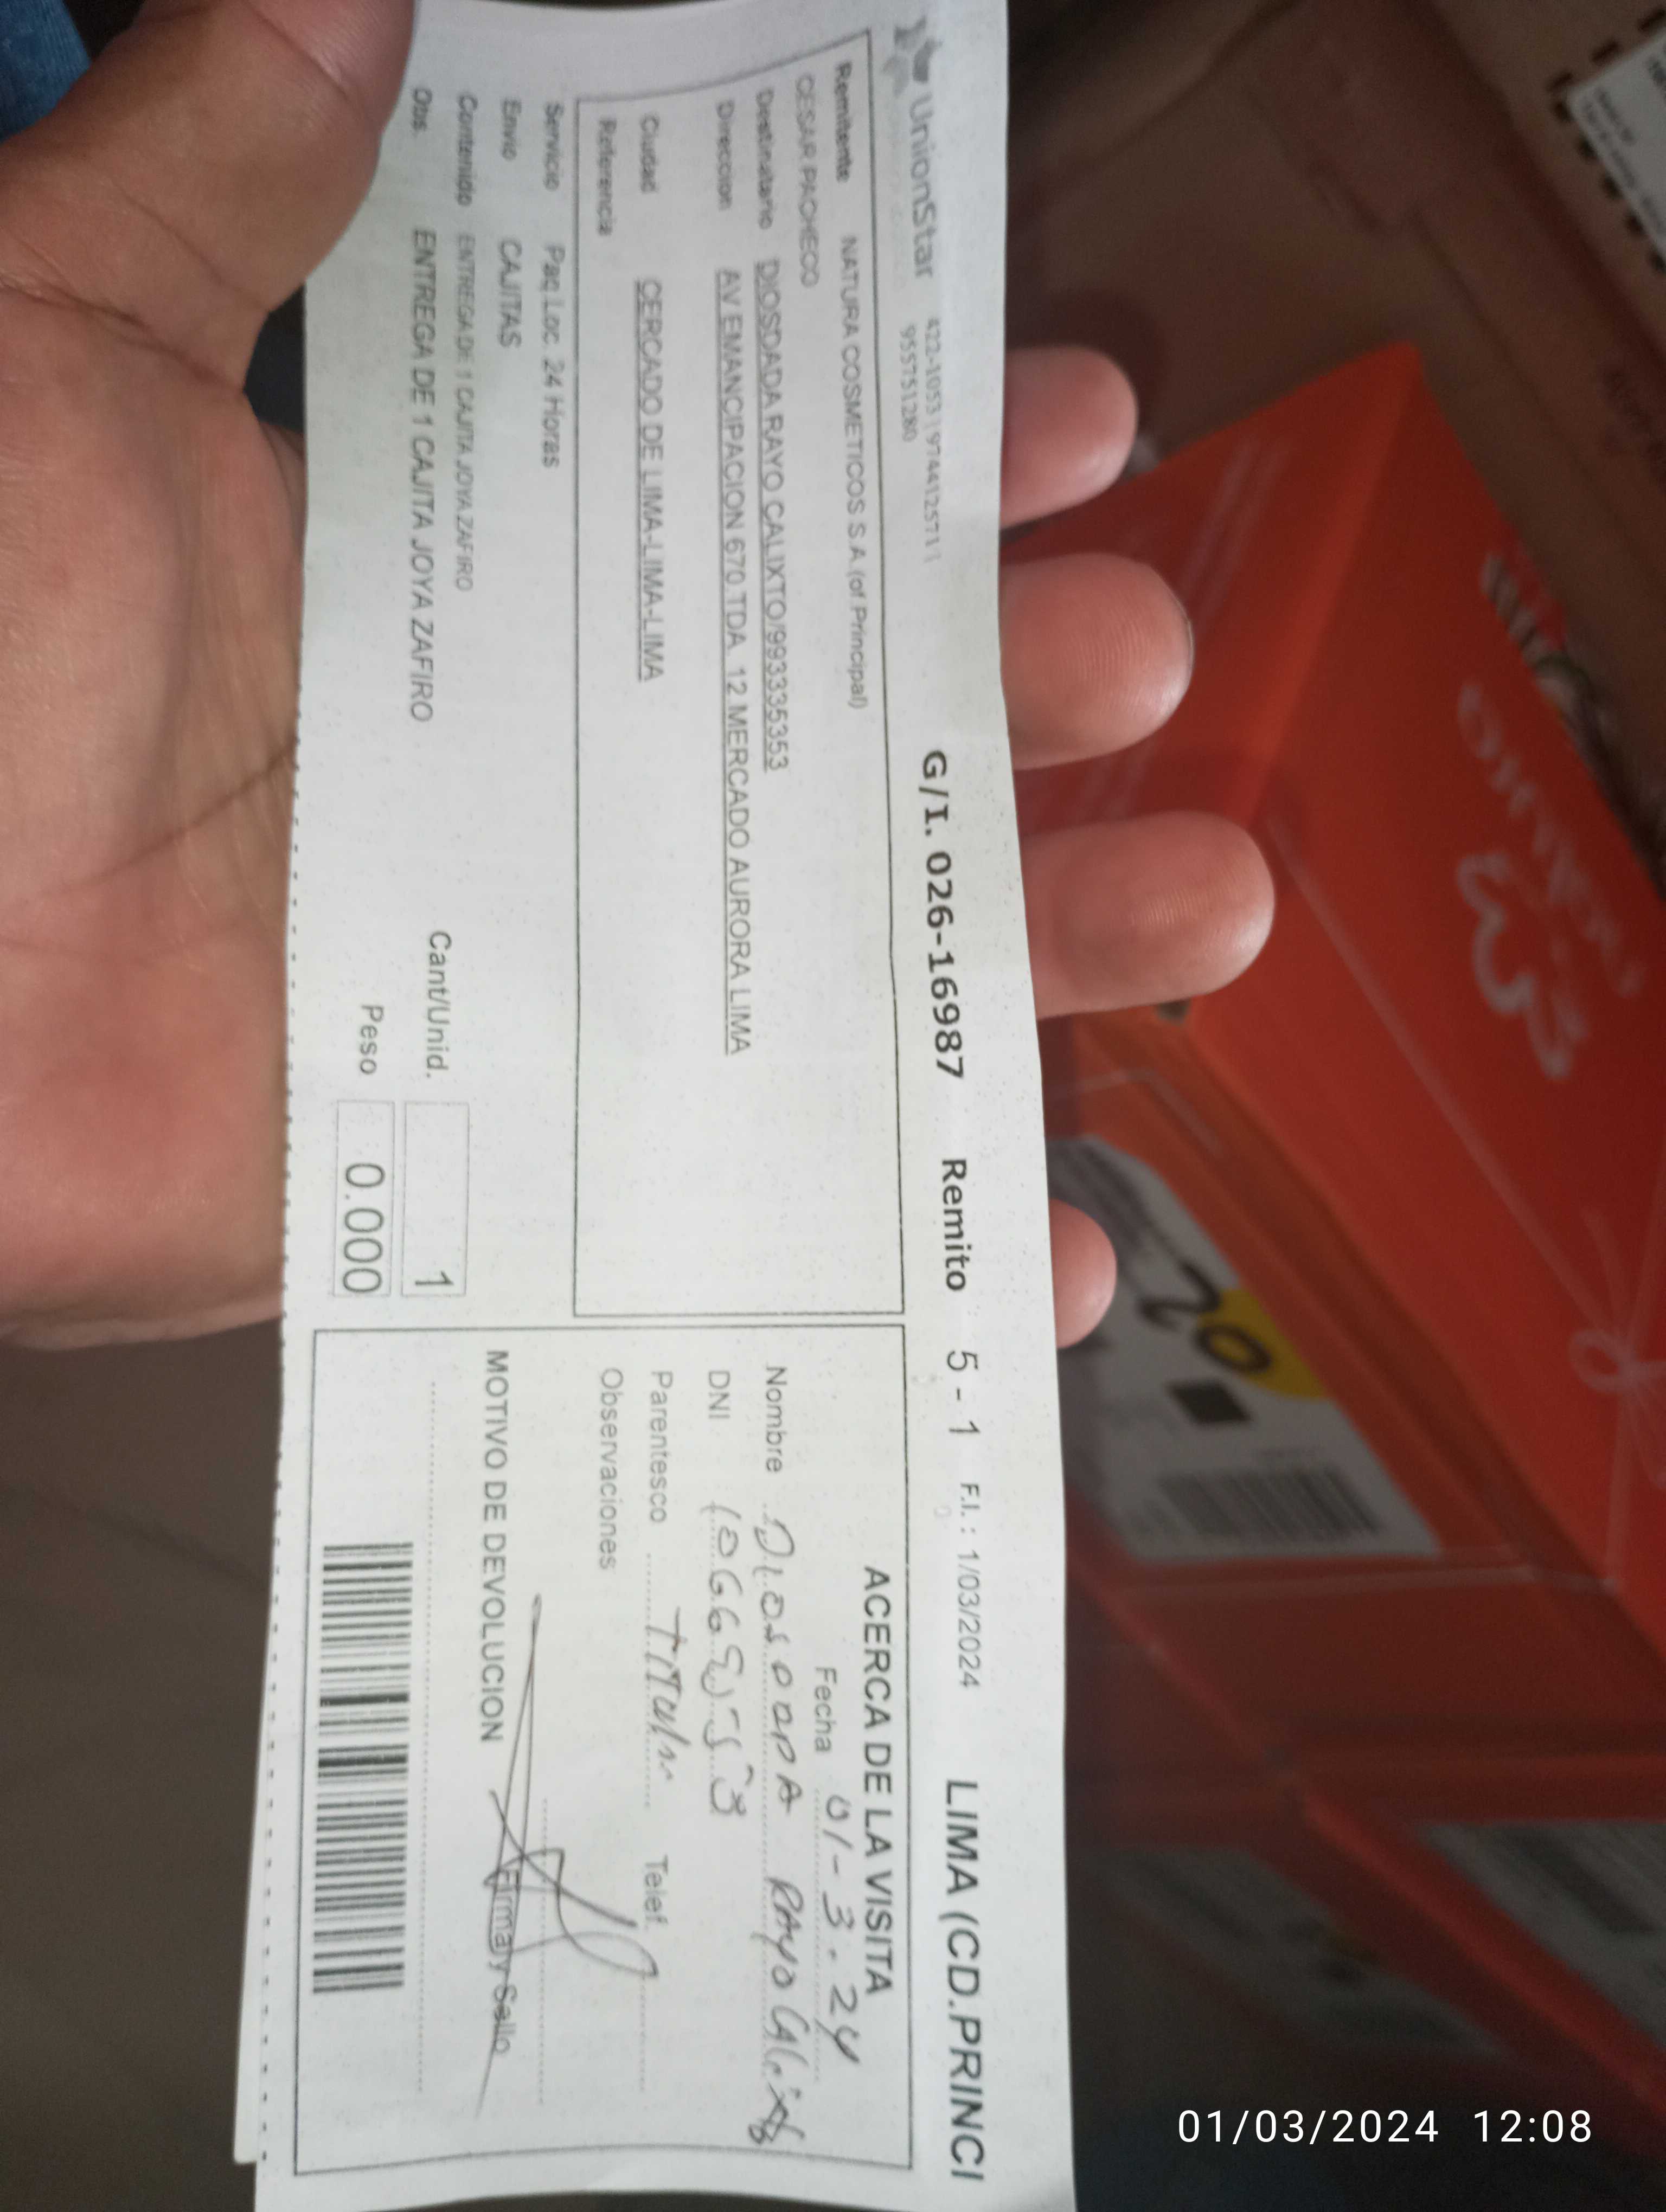 UnionStar 422-1053 | 974412571 |
955751280
G/I. 026-16987 Remito 5 - 1 F.I. : 1/03/2024 LIMA (CD.PRINCI
Remitente NATURA COSMETICOS S.A (of Principal)
CESAR PACHECO
Destinatario DIOSDADA RAYO CALIXTO/993335353
Direccion AV EMANCIPACION 670 TDA. 12 MERCADO AURORA LIMA
Ciudad CERCADO DE LIMA-LIMA-LIMA
Referencia
Servicio Paq.Loc. 24 Horas
Envio CAJITAS
Contenido ENTREGA DE 1 CAJITA JOYA ZAFIRO
Obs. ENTREGA DE 1 CAJITA JOYA ZAFIRO
Cant/Unid. 1
Peso 0.000
ACERCA DE LA VISITA
Fecha 01-3.24
Nombre DIOSDADA RAYO Calixto
DNI
Parentesco Titular Telef.
Observaciones
MOTIVO DE DEVOLUCION Firma y Sello
20
01/03/2024 12:08